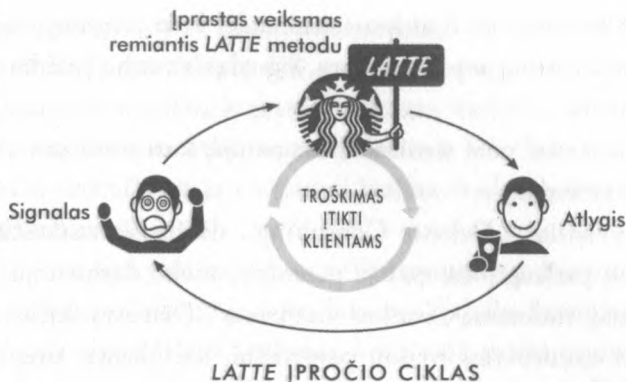 Įprastas veiksmas
remiantis LATTE metodu
LATTE
Signalas
TROŠKIMAS
ĮTIKTI
KLIENTAMS
Atlygis
LATTE ĮPROČIO CIKLAS